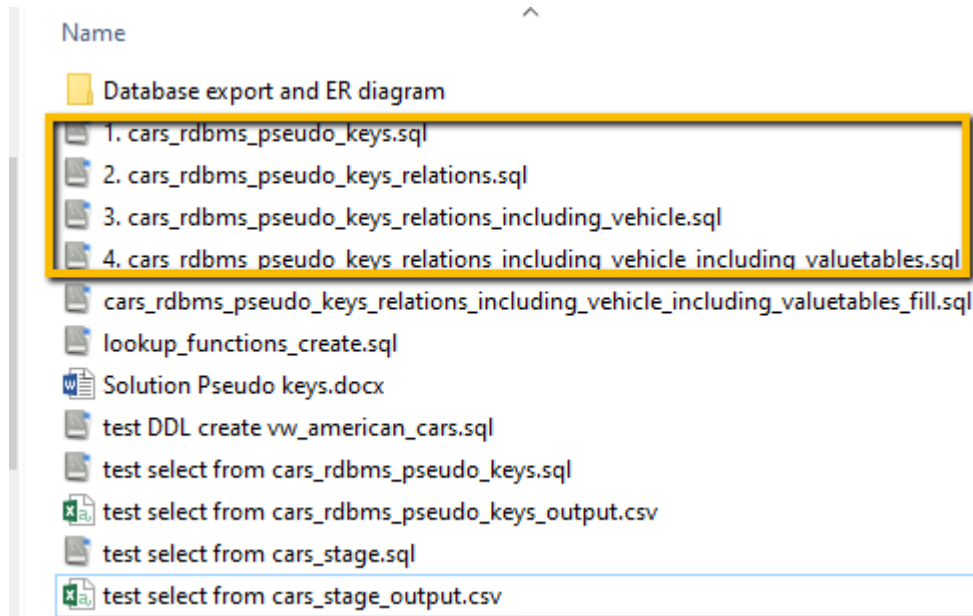 Name
Database export and ER diagram
1. cars_rdbms_pseudo_keys.sql
2. cars_rdbms_pseudo_keys_relations.sql
3. cars_rdbms_pseudo_keys_relations_including_vehicle.sql
4. cars_rdbms_pseudo_keys_relations_including_vehicle_including_valuetables.sql
cars_rdbms_pseudo_keys_relations_including_vehicle_including_valuetables_fill.sql
lookup_functions_create.sql
Solution Pseudo keys.docx
test DDL create vw_american_cars.sql
test select from cars_rdbms_pseudo_keys.sql
test select from cars_rdbms_pseudo_keys_output.csv
test select from cars_stage.sql
test select from cars_stage_output.csv